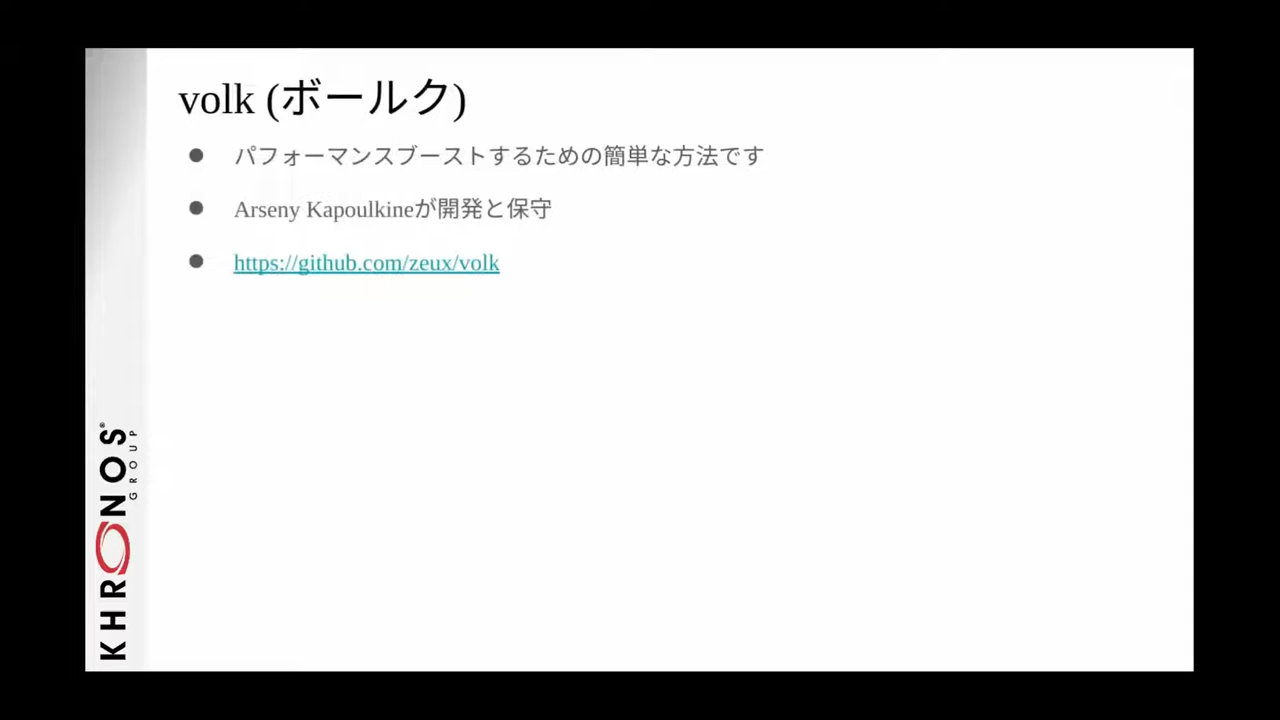 volk (ボールク)
パフォーマンスブーストするための簡単な方法です
Arseny Kapoulkineが開発と保守
https://github.com/zeux/volk
KHRONOS®
GROUP